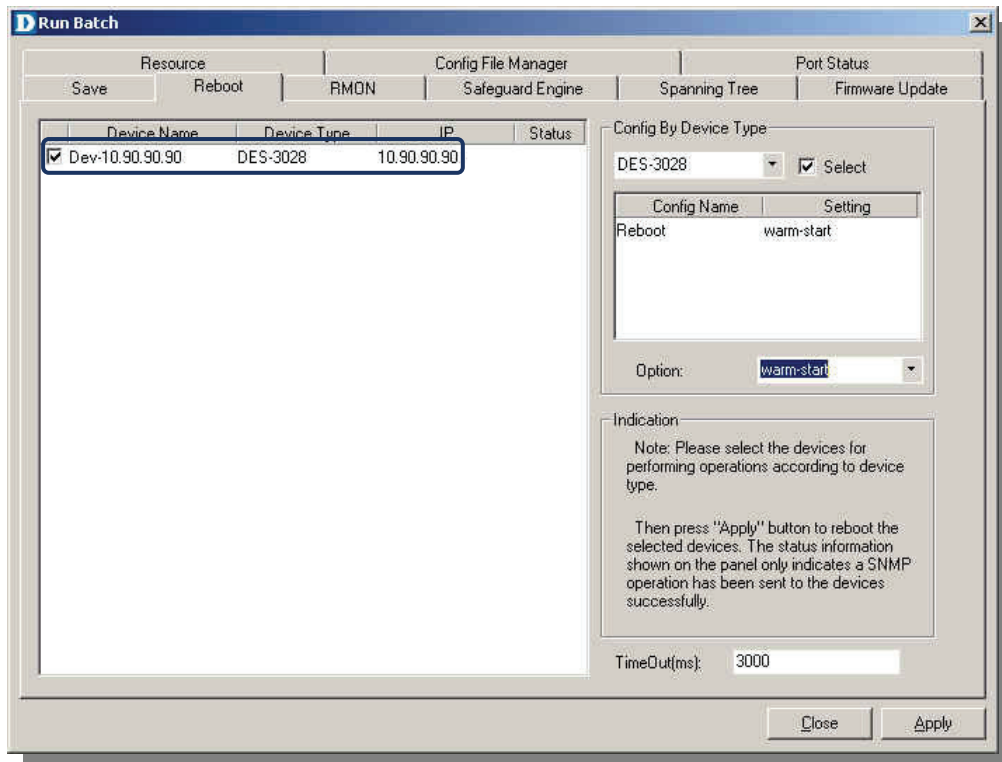 D Run Batch
Resource Config File Manager Port Status
Save Reboot RMON Safeguard Engine Spanning Tree Firmware Update
Device Name Device Type IP Status
Dev-10.90.90.90 DES-3028 10.90.90.90
Config By Device Type
DES-3028 Select
Config Name Setting
Reboot warm-start
Option: warm-start
Indication
Note: Please select the devices for
performing operations according to device
type.
Then press "Apply" button to reboot the
selected devices. The status information
shown on the panel only indicates a SNMP
operation has been sent to the devices
successfully.
TimeOut(ms): 3000
Close Apply